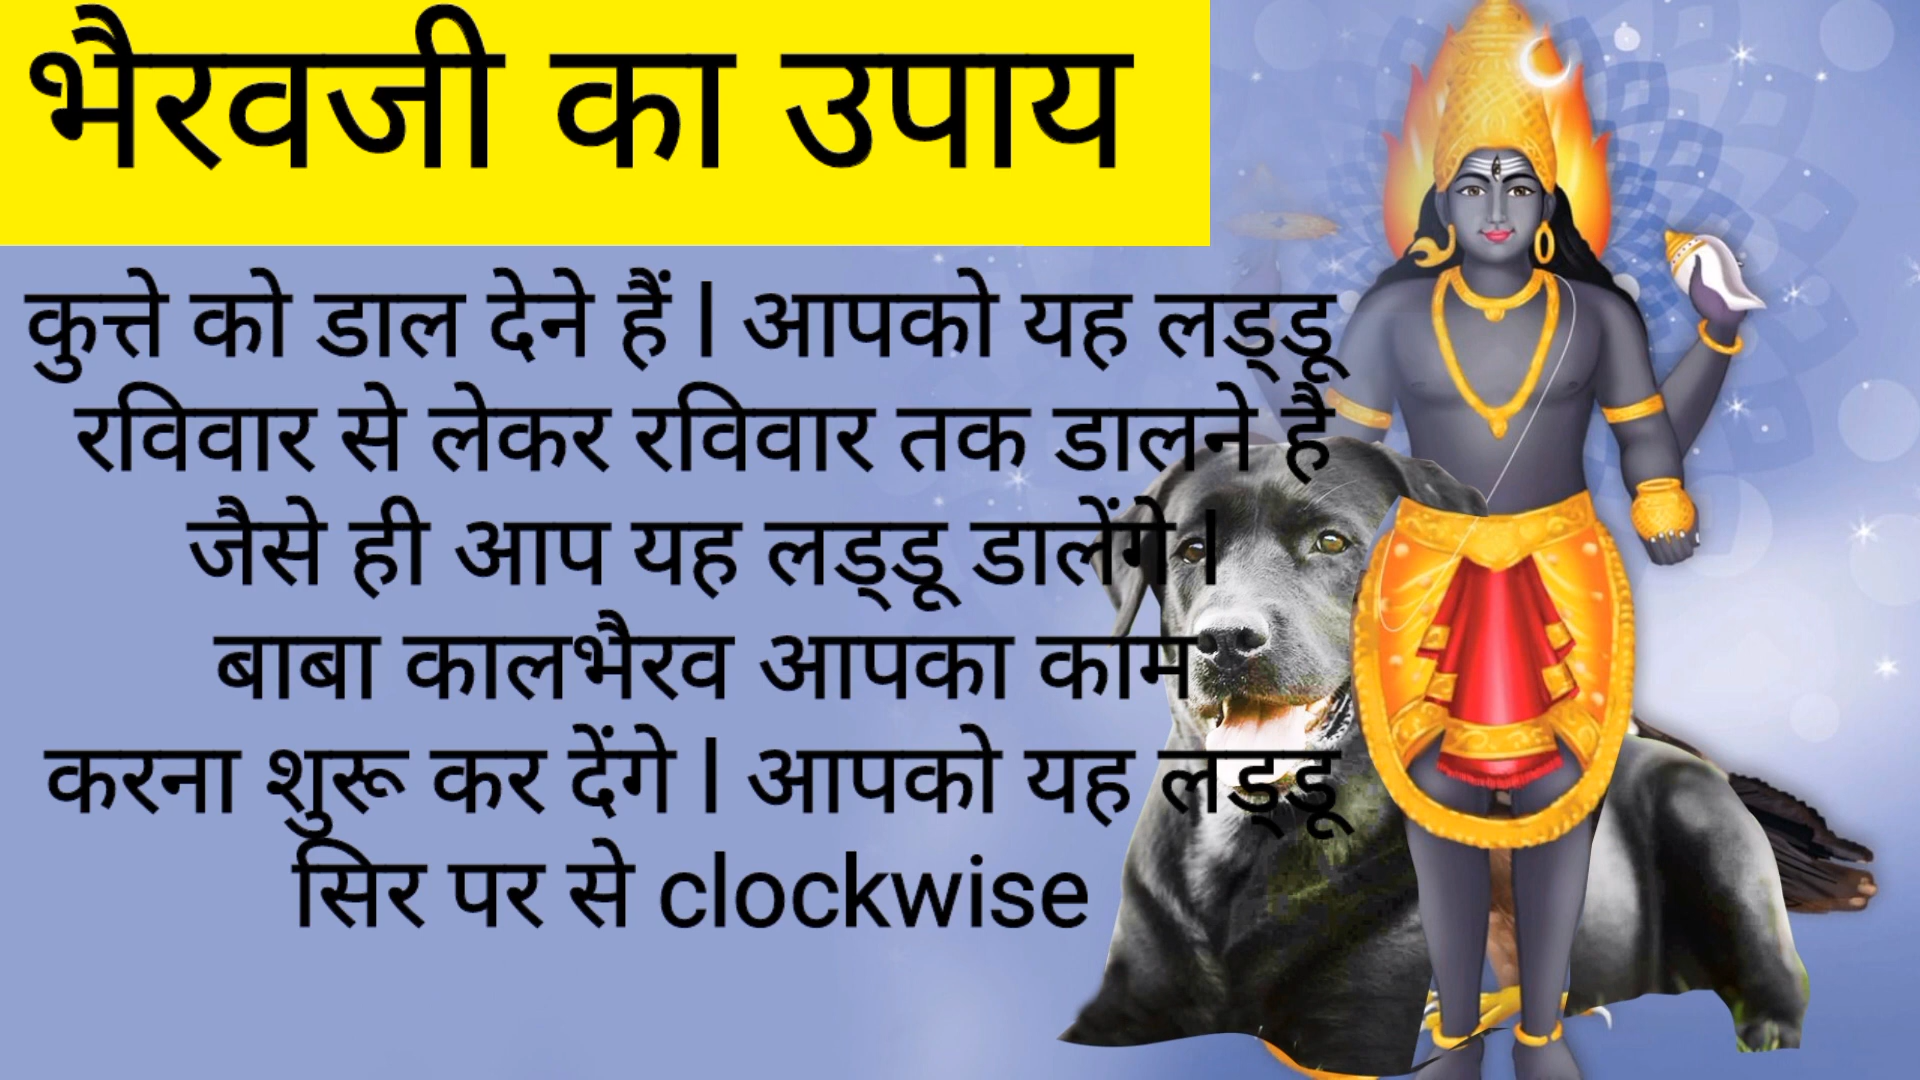 भैरवजी का उपाय
कुत्ते को डाल देने हैं l आपको यह लड्डू
रविवार से लेकर रविवार तक डालने है
जैसे ही आप यह लड्डू डालेंगे l
बाबा कालभैरव आपका काम
करना शुरू कर देंगे l आपको यह लड्डू
सिर पर से clockwise